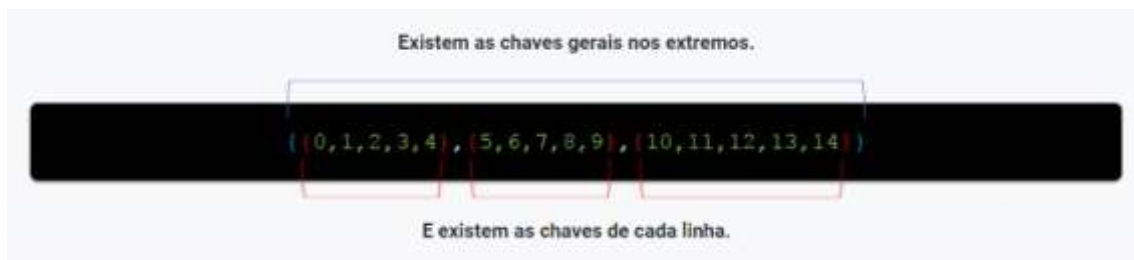 Existem as chaves gerais nos extremos.
{{0,1,2,3,4},{5,6,7,8,9},{10,11,12,13,14}}
E existem as chaves de cada linha.